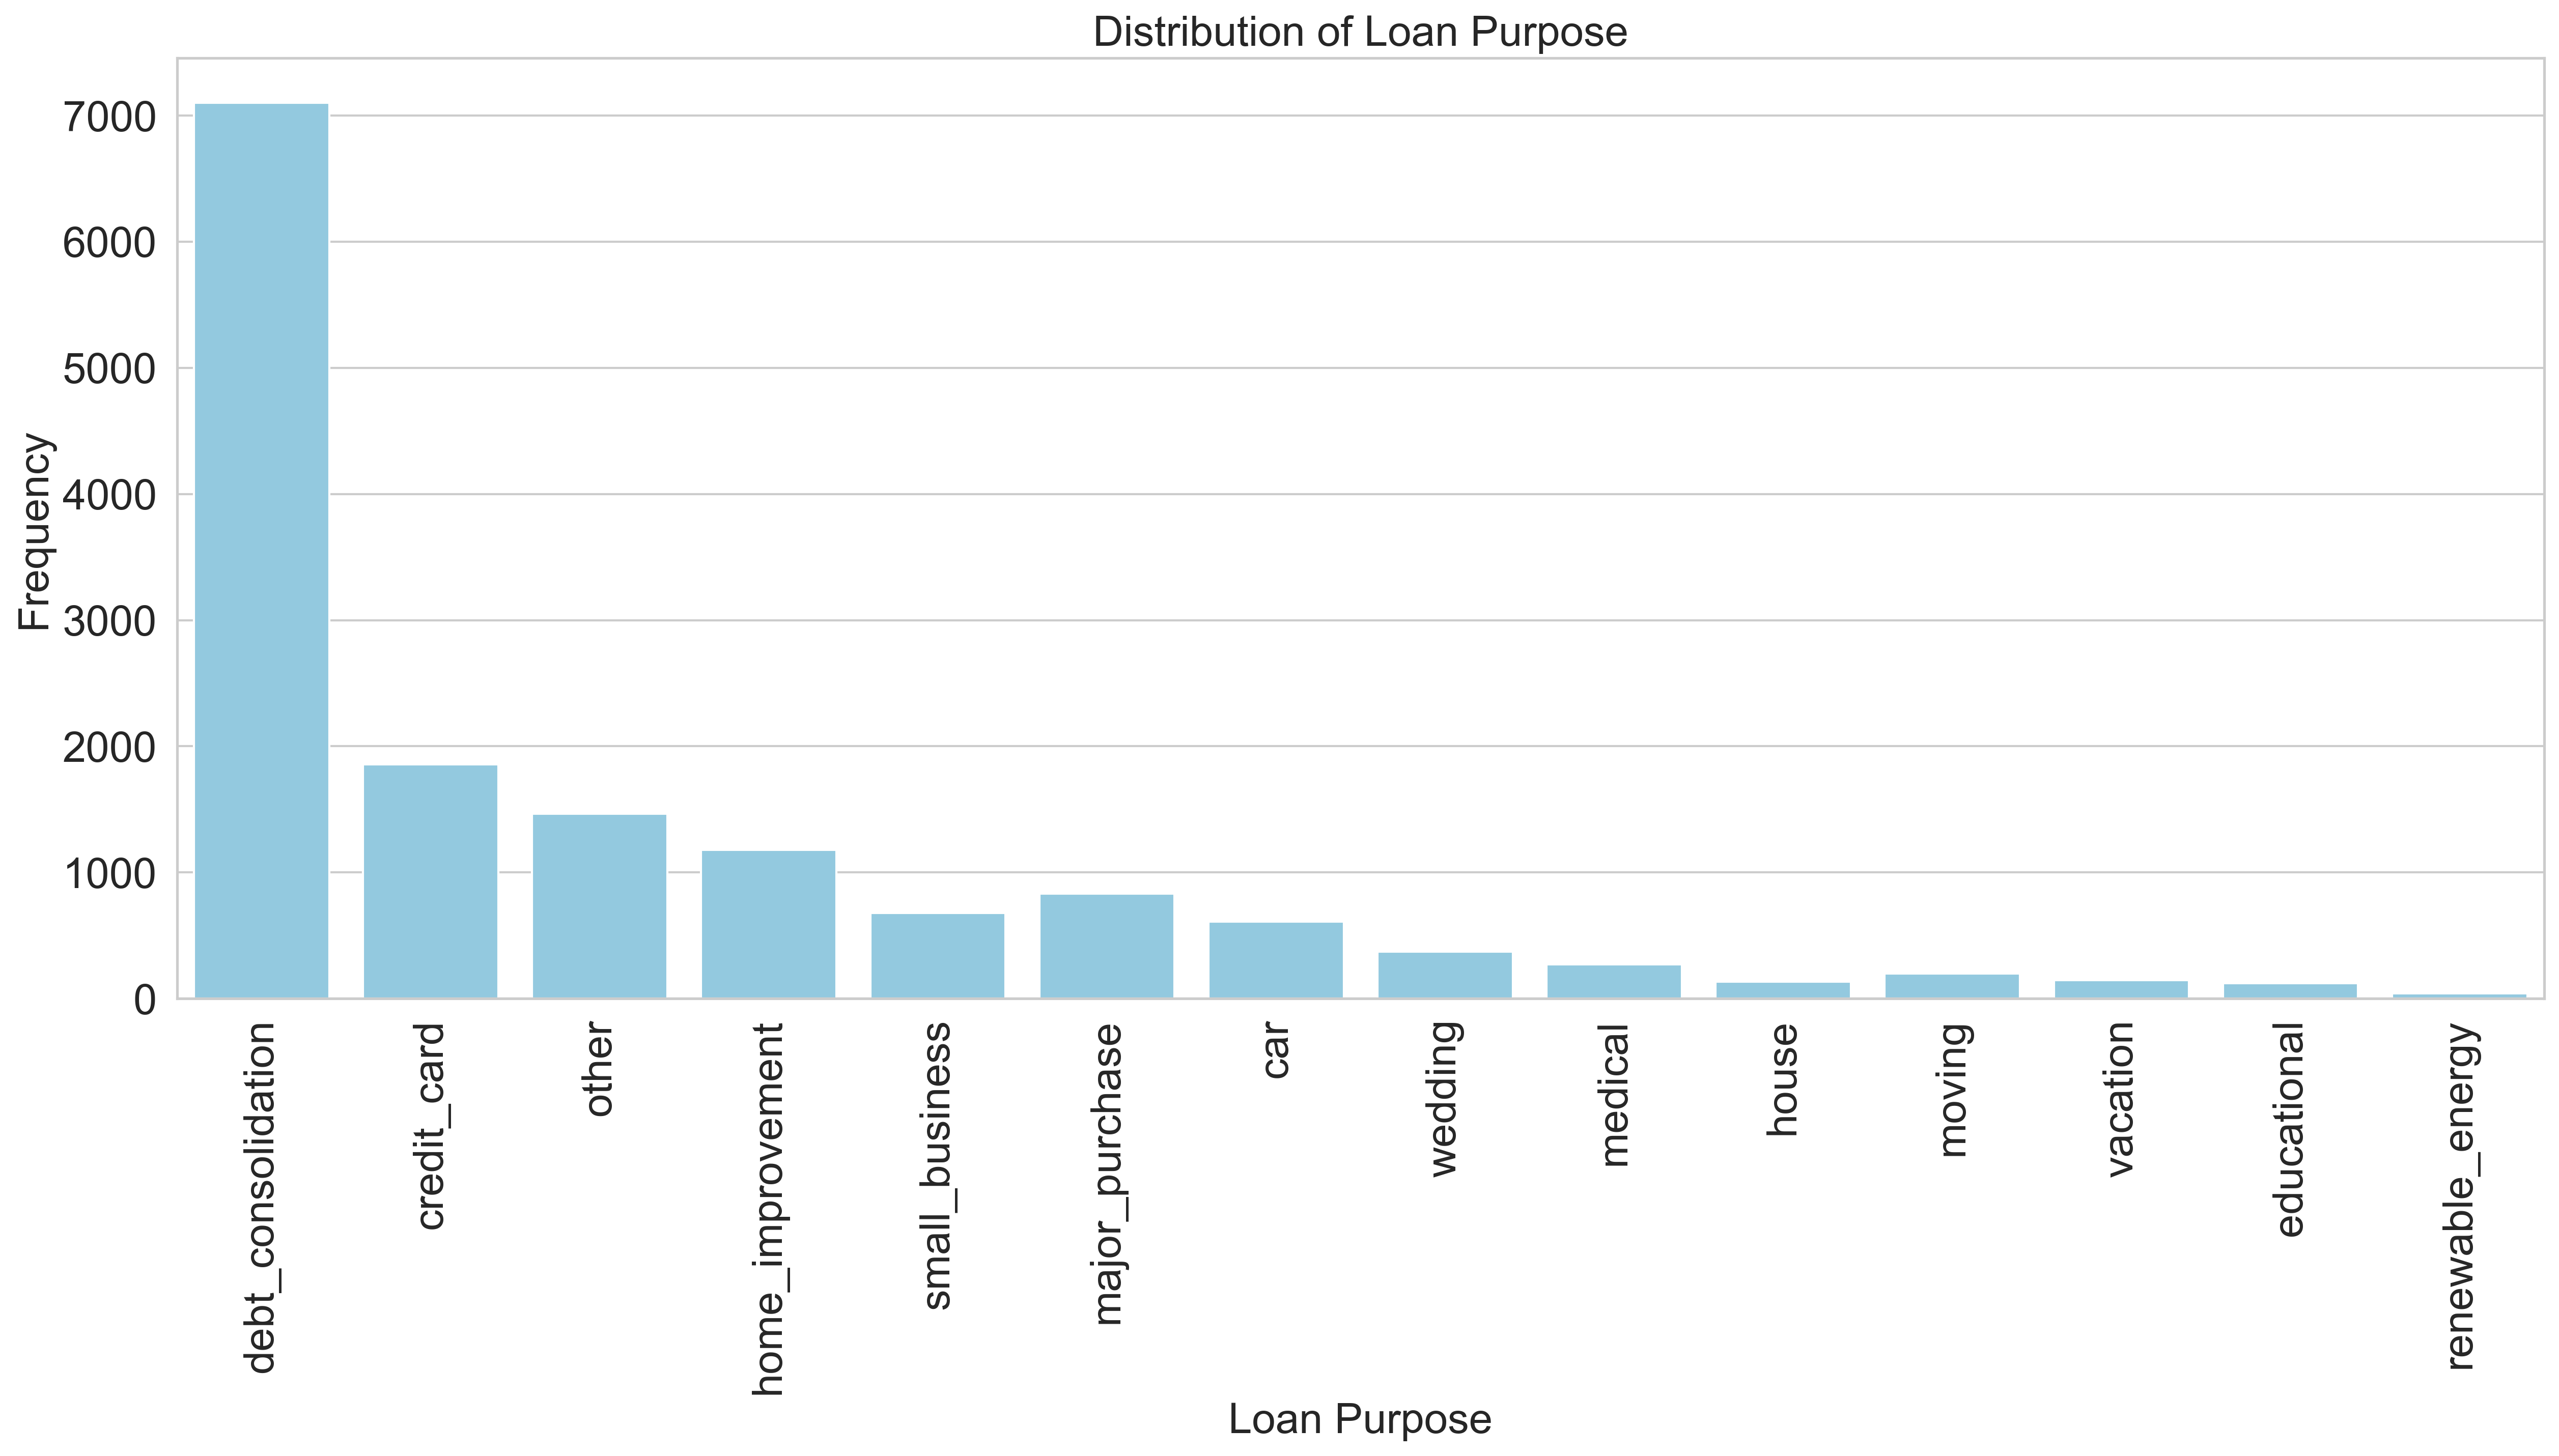 Distribution of Loan Purpose
Frequency
7000
6000
5000
4000
3000
2000
1000
0
debt_consolidation
credit_card
other
home_improvement
small_business
major_purchase
car
wedding
medical
house
moving
vacation
educational
renewable_energy
Loan Purpose